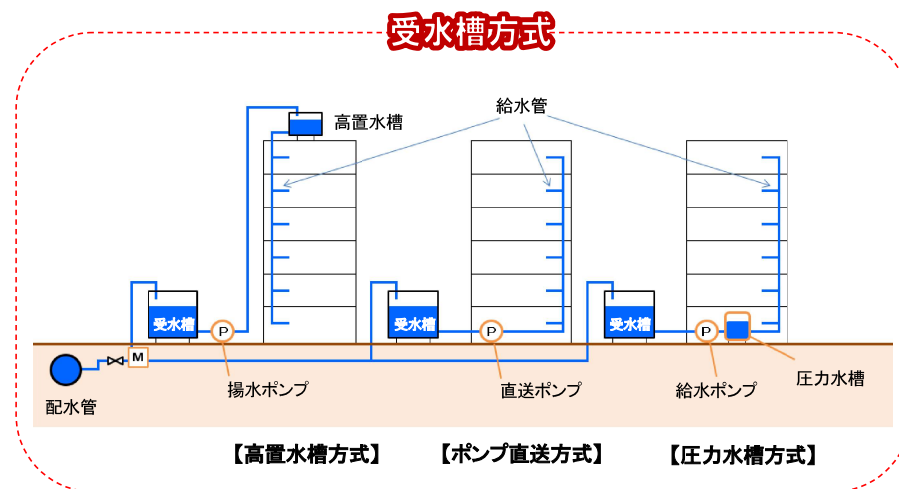 受水槽方式
高置水槽
給水管
受水槽
P
受水槽
P
受水槽
P
M
配水管
揚水ポンプ
直送ポンプ
給水ポンプ
圧力水槽
【高置水槽方式】
【ポンプ直送方式】
【圧力水槽方式】